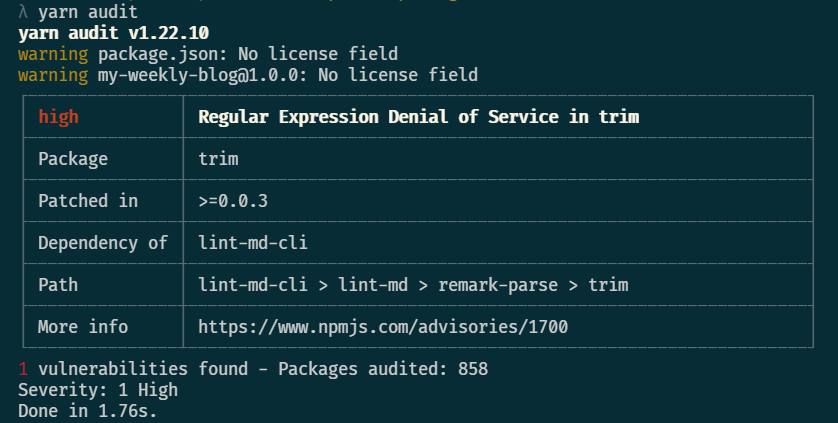 λ yarn audit
yarn audit v1.22.10
warning package.json: No license field
warning my-weekly-blog@1.0.0: No license field
high Regular Expression Denial of Service in trim
Package trim
Patched in >=0.0.3
Dependency of lint-md-cli
Path lint-md-cli > lint-md > remark-parse > trim
More info https://www.npmjs.com/advisories/1700
1 vulnerabilities found - Packages audited: 858
Severity: 1 High
Done in 1.76s.